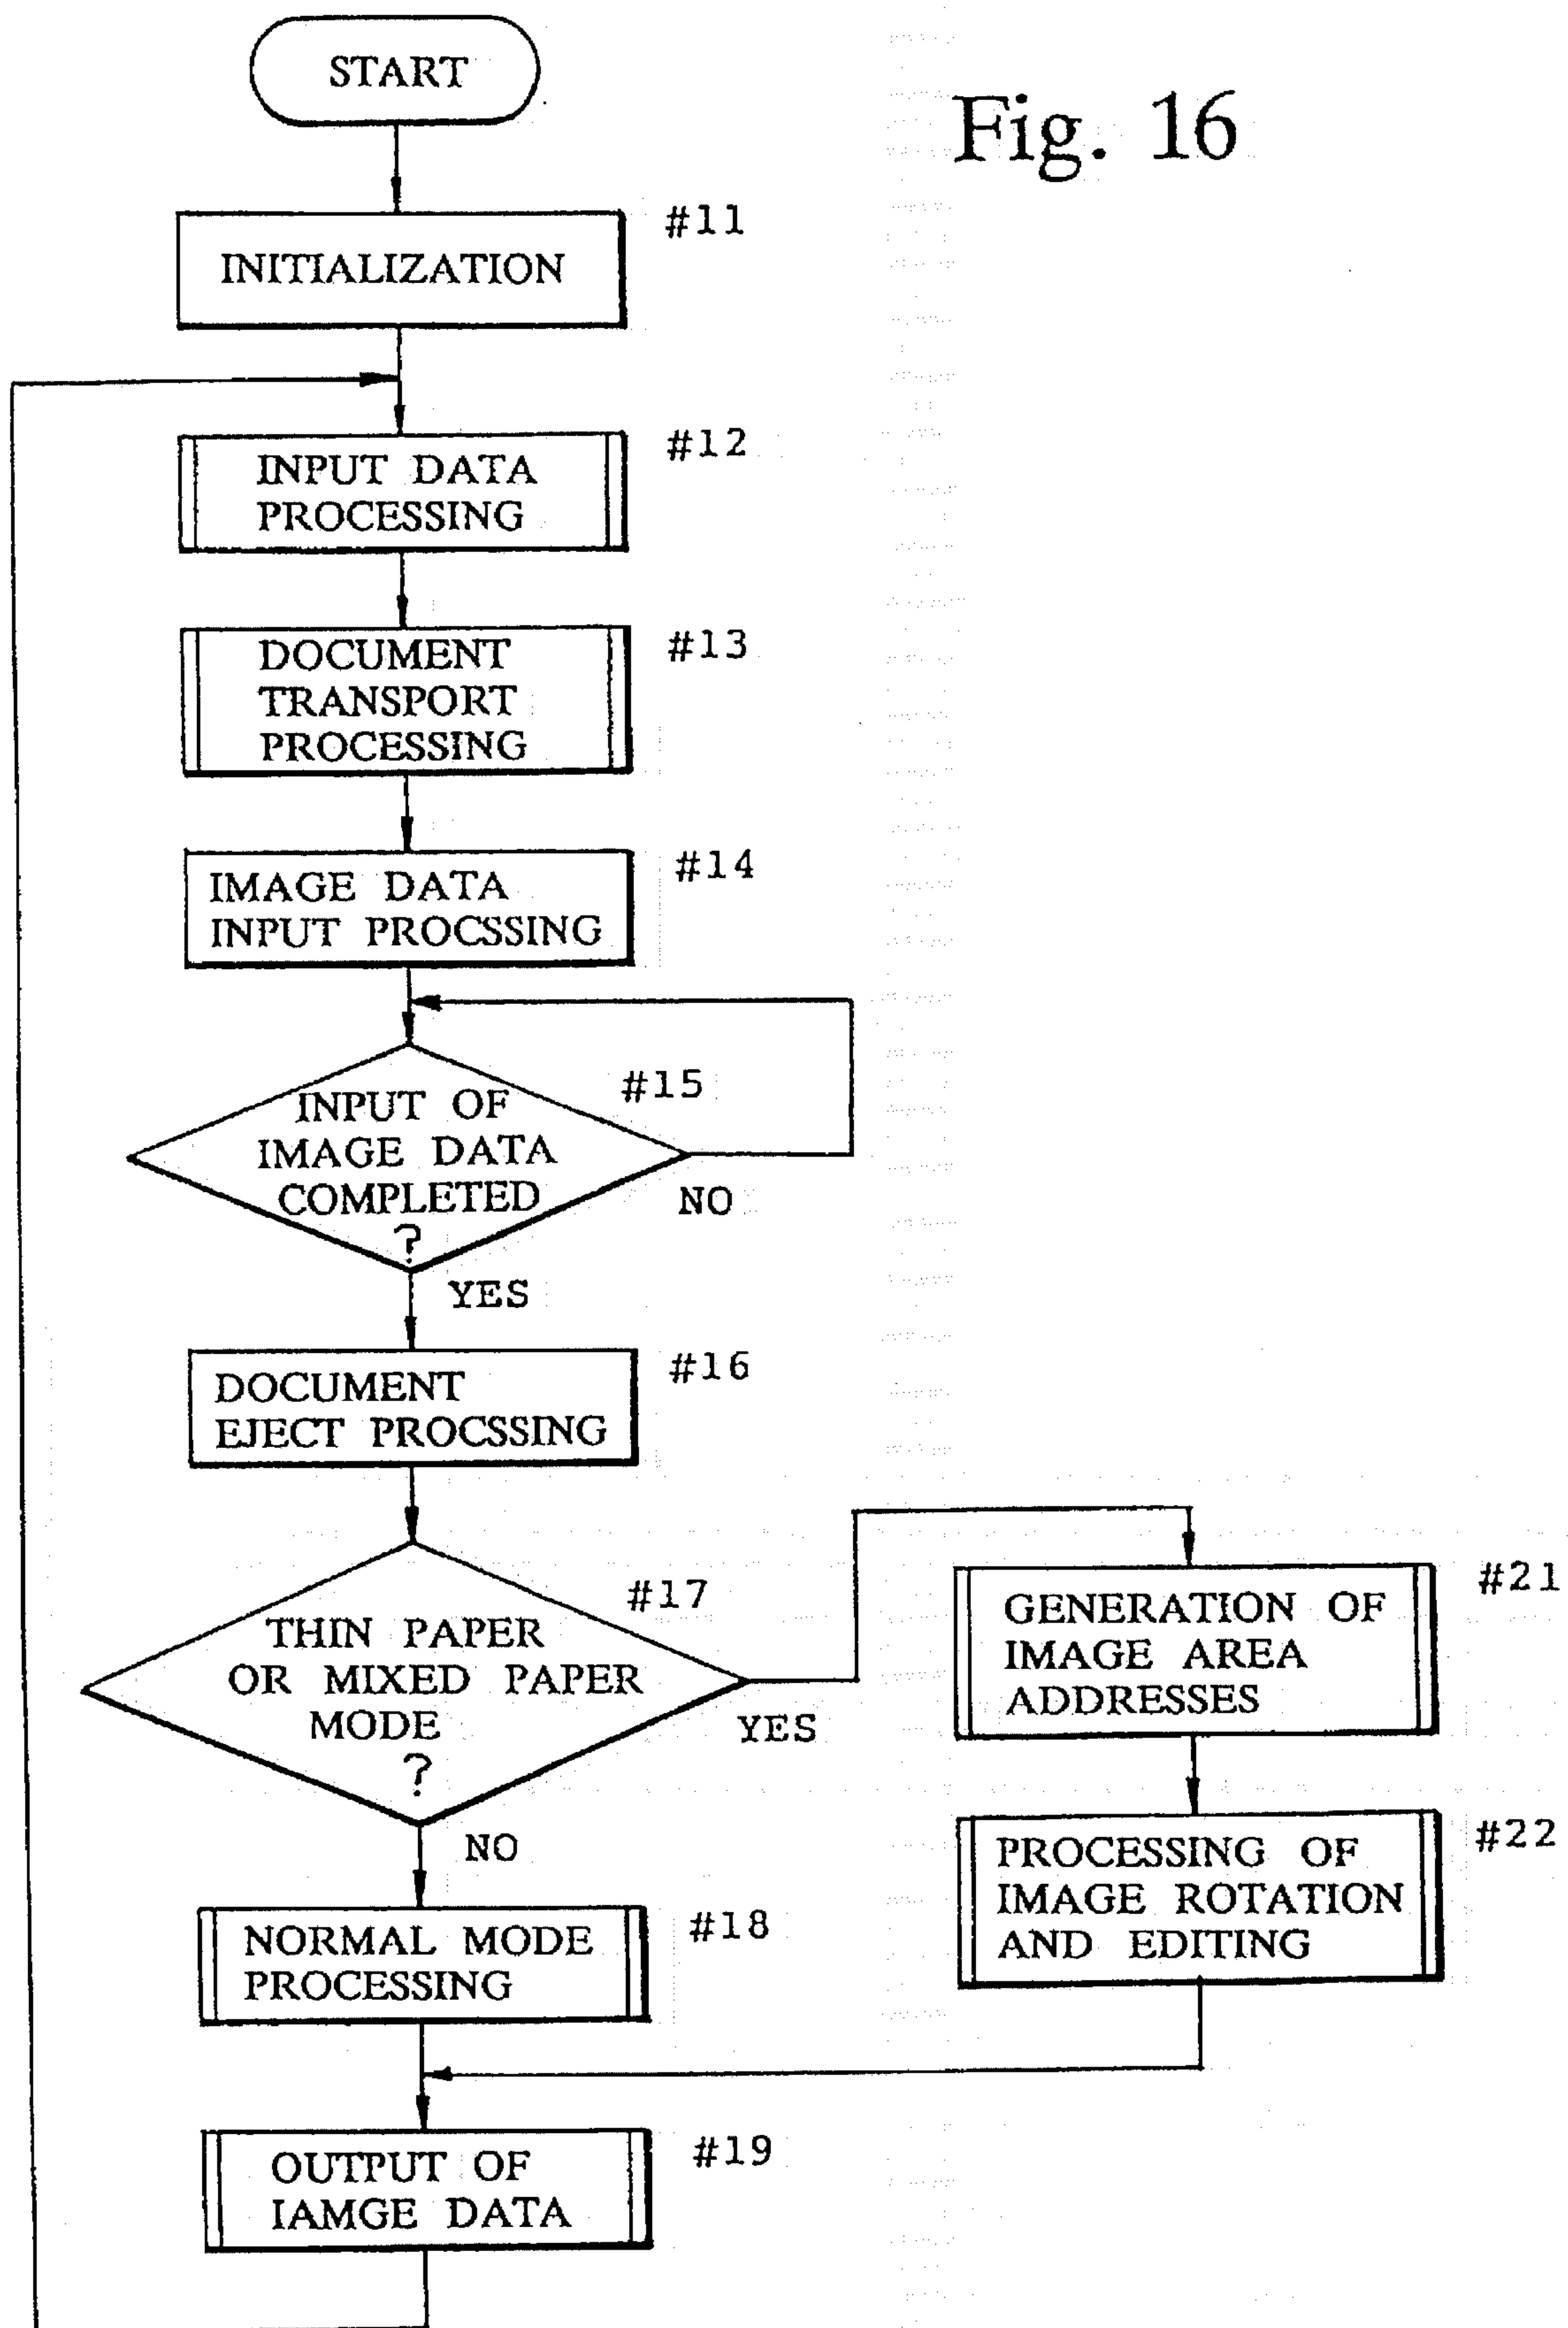 START
Fig. 16
#11
INITIALIZATION
#12
INPUT DATA
PROCESSING
#13
DOCUMENT
TRANSPORT
PROCESSING
#14
IMAGE DATA
INPUT PROCSSING
#15
INPUT OF
IMAGE DATA
COMPLETED
?
NO
YES
#16
DOCUMENT
EJECT PROCSSING
#17
THIN PAPER
OR MIXED PAPER
MODE
?
YES
NO
#21
GENERATION OF
IMAGE AREA
ADDRESSES
#22
PROCESSING OF
IMAGE ROTATION
AND EDITING
#18
NORMAL MODE
PROCESSING
#19
OUTPUT OF
IAMGE DATA